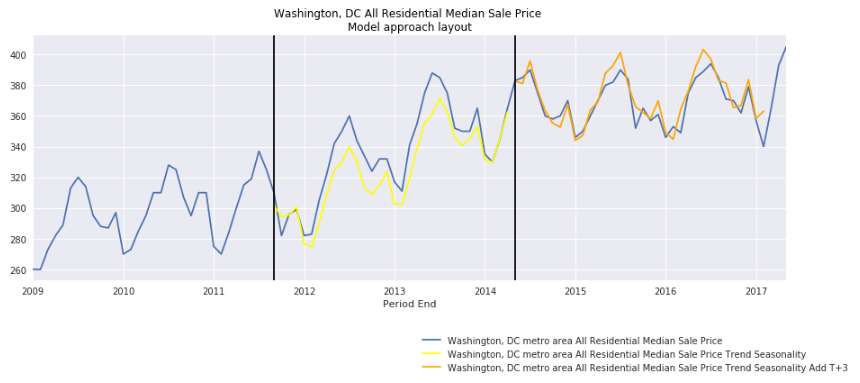 Washington, DC All Residential Median Sale Price
Model approach layout
400
380
360
340
320
300
280
260
2009 2010 2011 2012 2013 2014 2015 2016 2017
Period End
Washington, DC metro area All Residential Median Sale Price
Washington, DC metro area All Residential Median Sale Price Trend Seasonality
Washington, DC metro area All Residential Median Sale Price Trend Seasonality Add T+3